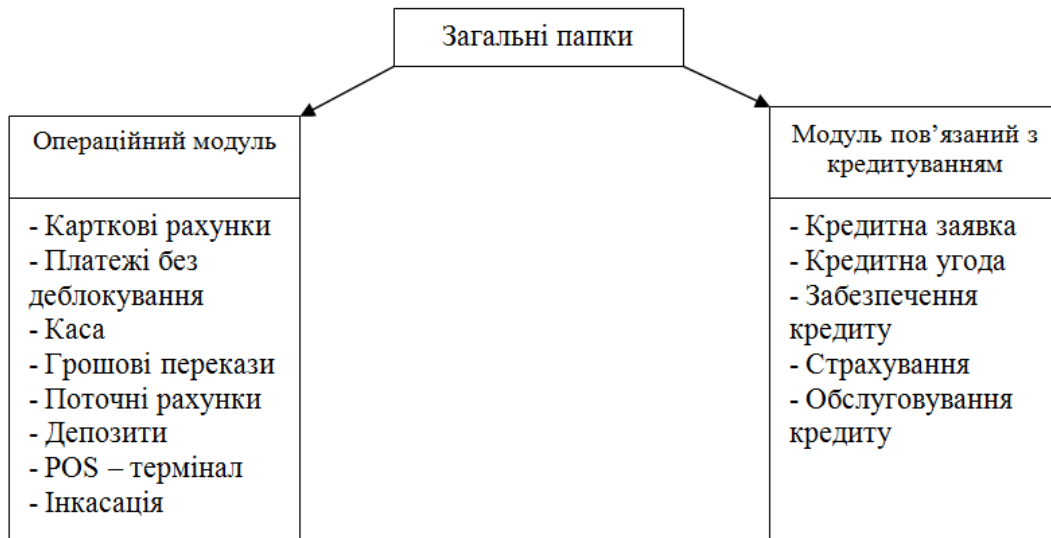 Загальні папки
Операційний модуль
- Карткові рахунки
- Платежі без
деблокування
- Каса
- Грошові перекази
- Поточні рахунки
- Депозити
- POS – термінал
- Інкасація
Модуль пов’язаний з
кредитуванням
- Кредитна заявка
- Кредитна угода
- Забезпечення
кредиту
- Страхування
- Обслуговування
кредиту